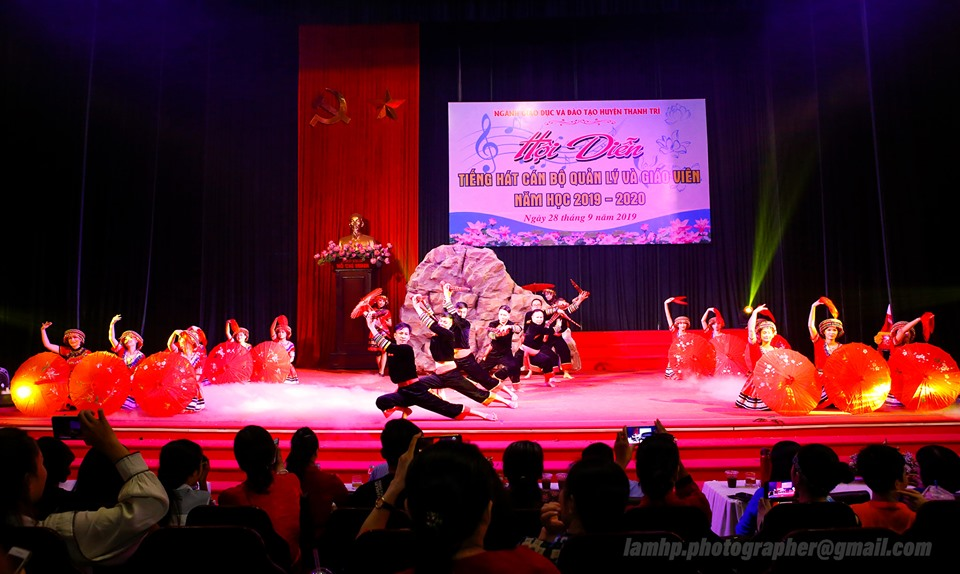 NGÀNH GIÁO DỤC VÀ ĐÀO TẠO HUYỆN THANH TRÌ
Hội Diễn
TIẾNG HÁT CÁN BỘ QUẢN LÝ VÀ GIÁO VIÊN
NĂM HỌC 2019 - 2020
Ngày 28 tháng 9 năm 2019
lamhp.photographer@gmail.com